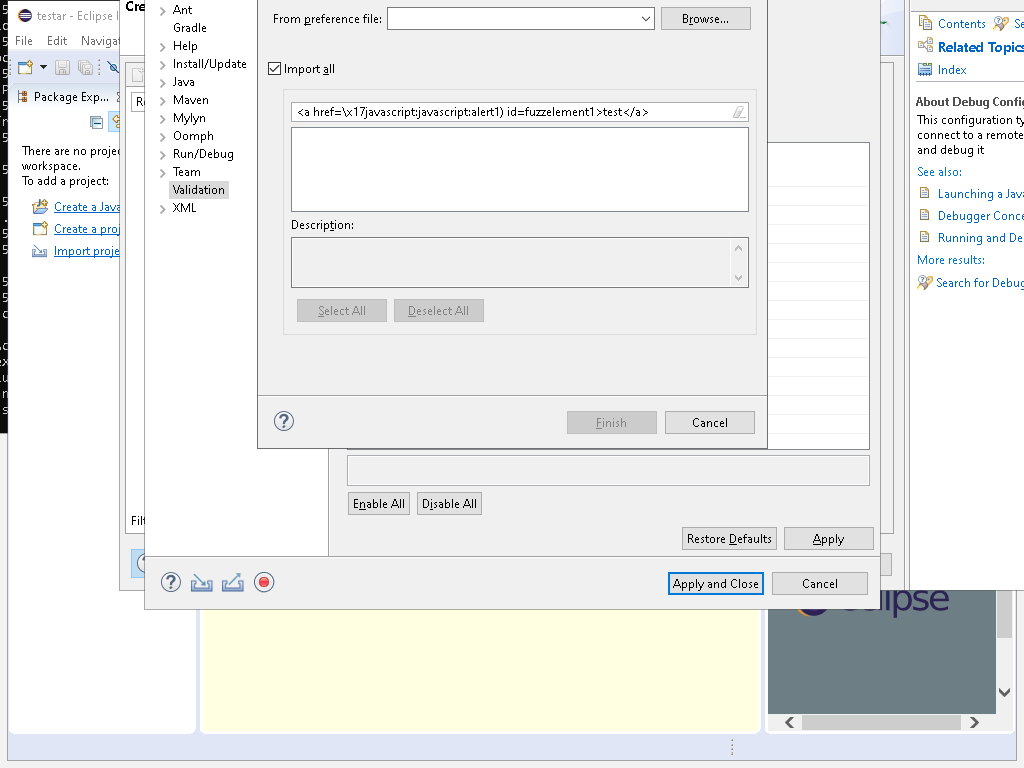 testar - Eclipse I
File Edit Naviga
Package Exp...
There are no proje
workspace.
To add a project:
Create a Java
Create a proj
Import proje
Cre
Ant
Gradle
Help
Install/Update
Java
Maven
Mylyn
Oomph
Run/Debug
Team
Validation
XML
From preference file:
Browse...
Import all
<a href=\x17javascript:javascript:alert1) id=fuzzelement1>test</a>
Description:
Select All
Deselect All
Finish
Cancel
Enable All
Disable All
Restore Defaults
Apply
Filt
Apply and Close
Cancel
Contents
Se
Related Topics
Index
About Debug Config
This configuration ty
connect to a remote
and debug it
See also:
Launching a Java
Debugger Conce
Running and De
More results:
Search for Debug
eclipse